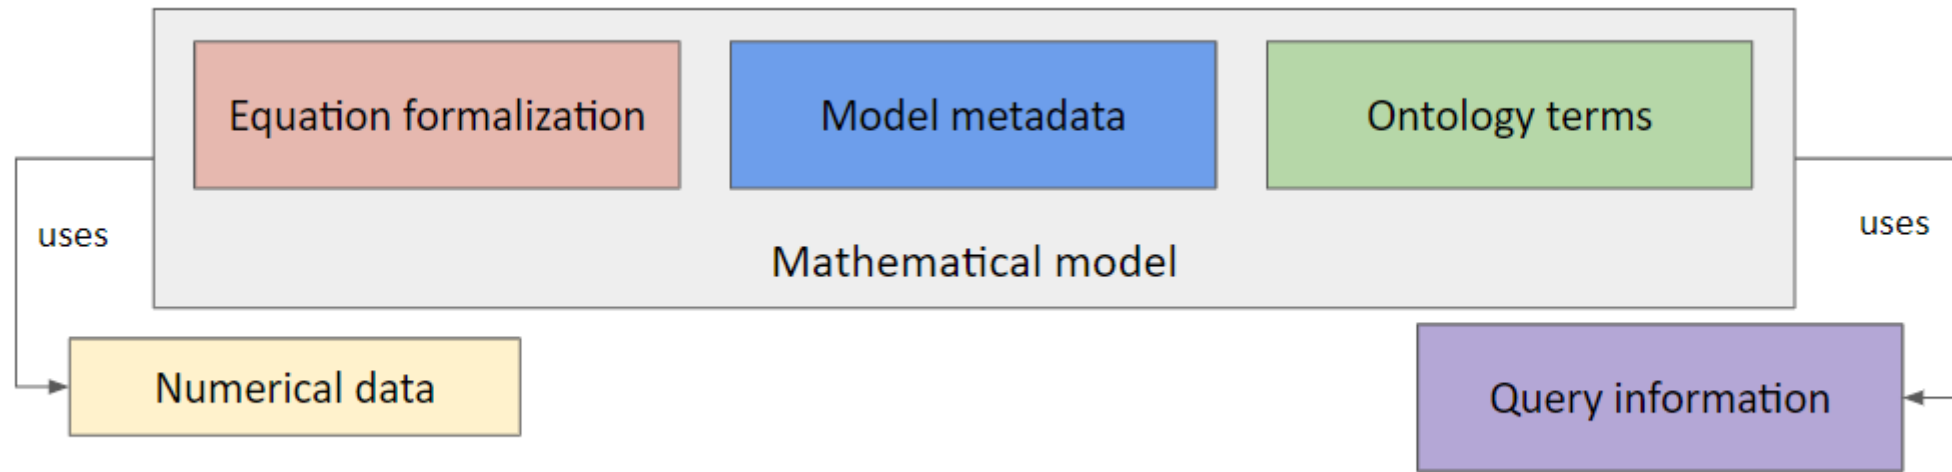 Equation formalization
Model metadata
Ontology terms
uses
uses
Mathematical model
Numerical data
Query information